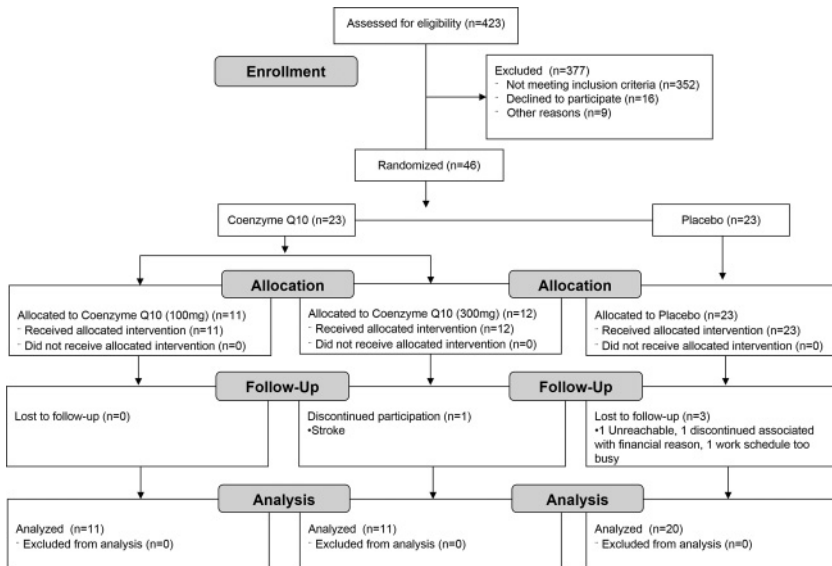 Assessed for eligibility (n=423)
Enrollment
Excluded (n=377)
- Not meeting inclusion criteria (n=352)
- Declined to participate (n=16)
- Other reasons (n=9)
Randomized (n=46)
Coenzyme Q10 (n=23)
Placebo (n=23)
Allocation
Allocation
Allocated to Coenzyme Q10 (100mg) (n=11)
- Received allocated intervention (n=11)
- Did not receive allocated intervention (n=0)
Allocated to Coenzyme Q10 (300mg) (n=12)
- Received allocated intervention (n=12)
- Did not receive allocated intervention (n=0)
Allocated to Placebo (n=23)
- Received allocated intervention (n=23)
- Did not receive allocated intervention (n=0)
Follow-Up
Follow-Up
Lost to follow-up (n=0)
Discontinued participation (n=1)
•Stroke
Lost to follow-up (n=3)
•1 Unreachable, 1 discontinued associated
with financial reason, 1 work schedule too
busy
Analysis
Analysis
Analyzed (n=11)
- Excluded from analysis (n=0)
Analyzed (n=11)
- Excluded from analysis (n=0)
Analyzed (n=20)
- Excluded from analysis (n=0)